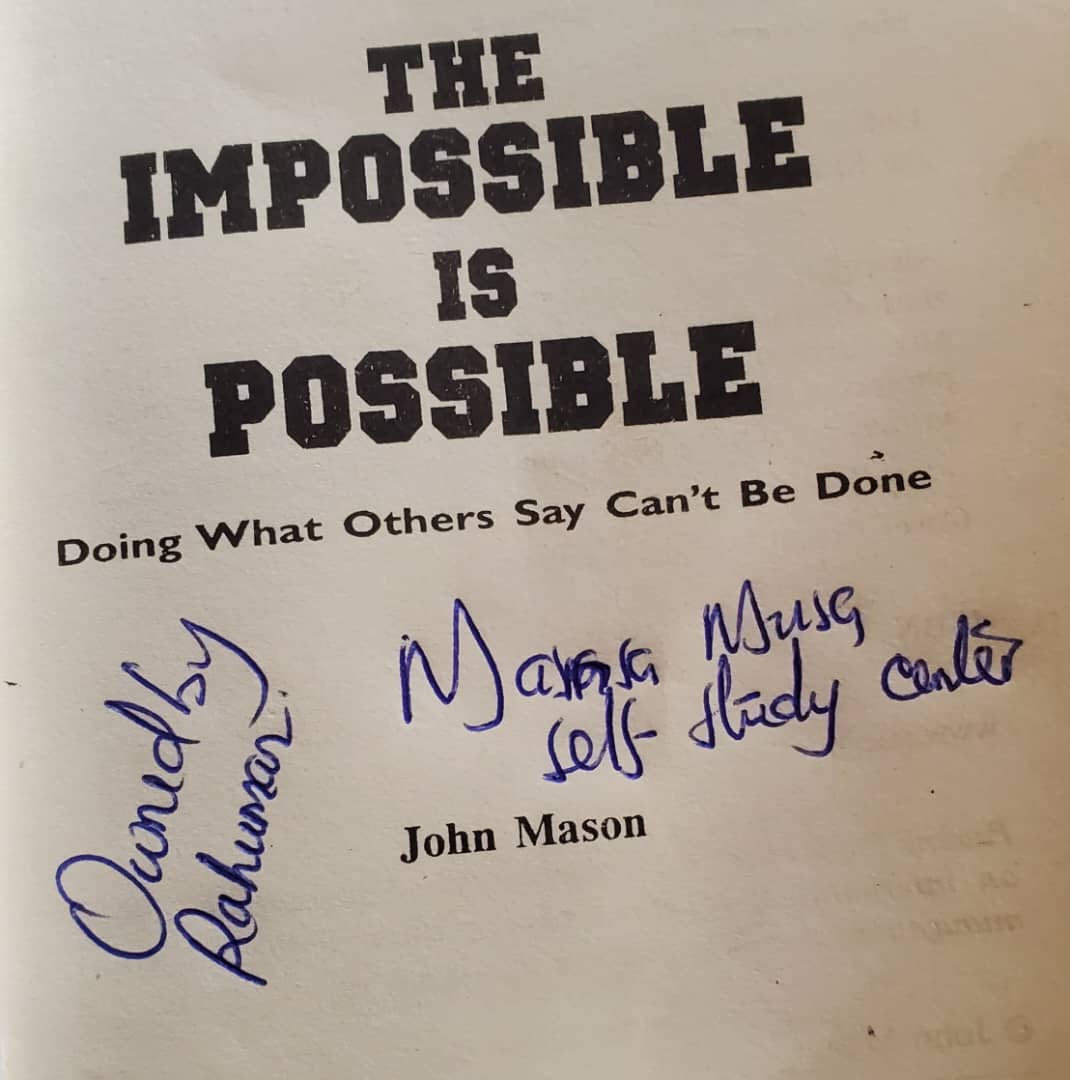 THE
IMPOSSIBLE
IS
POSSIBLE
Doing What Others Say Can't Be Done
Musa
self study center
John Mason
Owned by
Rahuman.